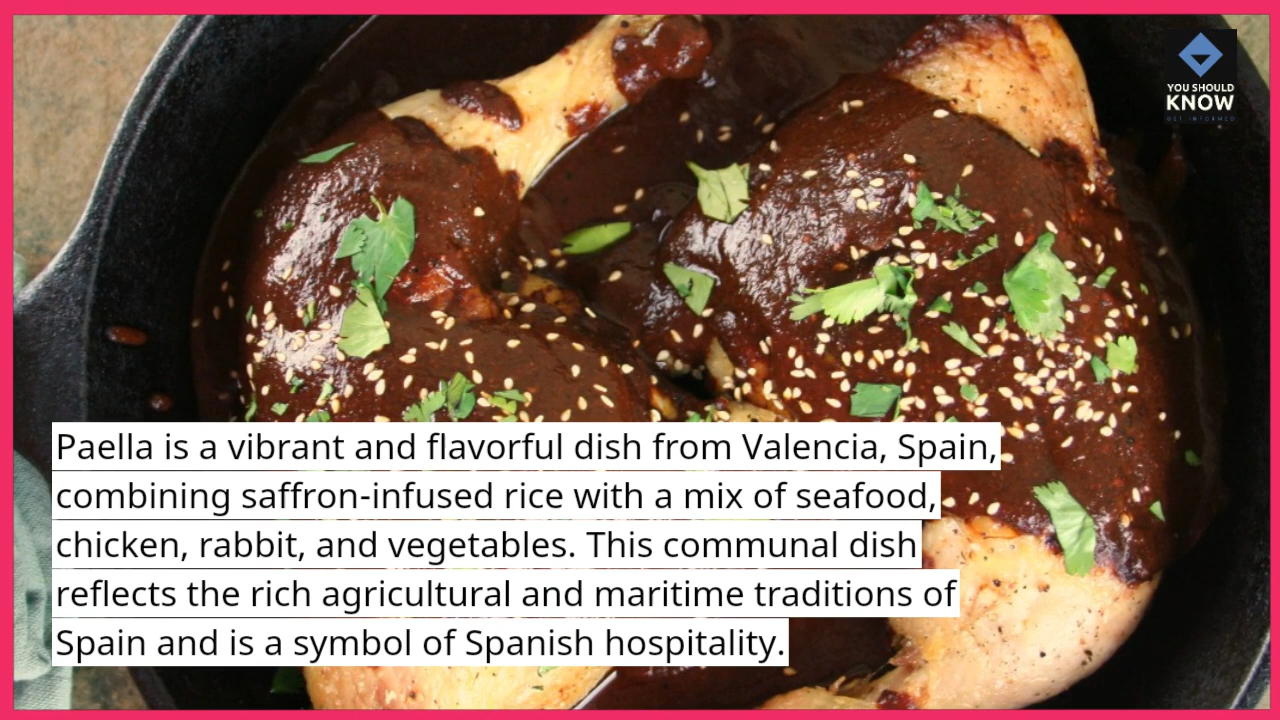 YOU SHOULD
KNOW
GET INFORMED
Paella is a vibrant and flavorful dish from Valencia, Spain,
combining saffron-infused rice with a mix of seafood,
chicken, rabbit, and vegetables. This communal dish
reflects the rich agricultural and maritime traditions of
Spain and is a symbol of Spanish hospitality.